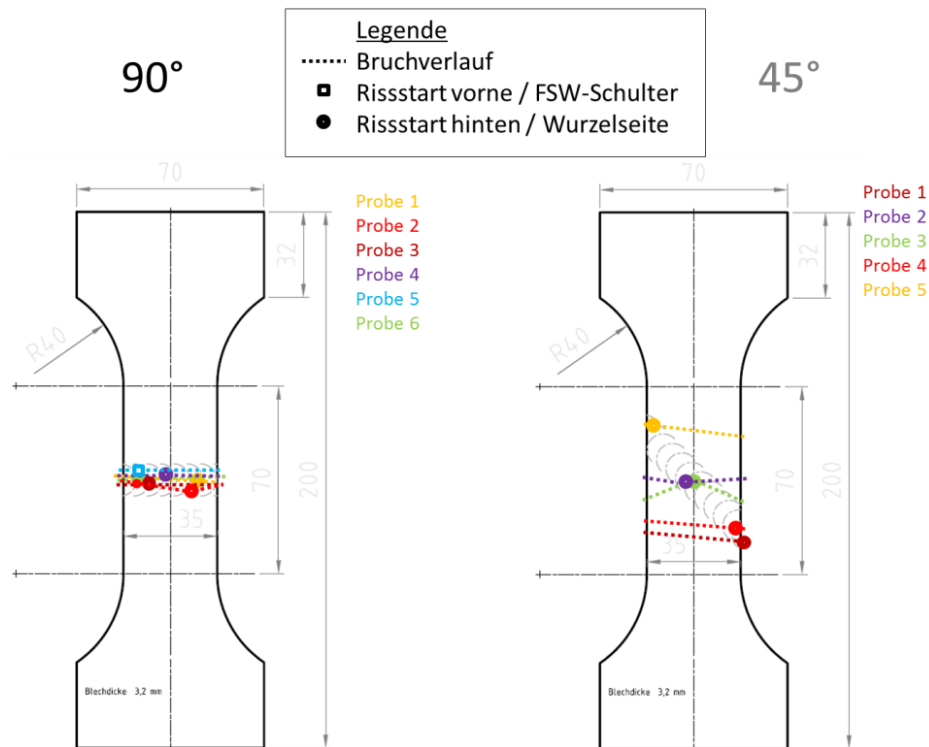 Legende
Bruchverlauf
Rissstart vorne / FSW-Schulter
Rissstart hinten / Wurzelseite
90°
45°
70
Probe 1
Probe 2
Probe 3
Probe 4
Probe 5
Probe 6
32
R40
70
200
35
Blechdicke 3,2 mm
70
Probe 1
Probe 2
Probe 3
Probe 4
Probe 5
32
R40
70
200
35
Blechdicke 3,2 mm